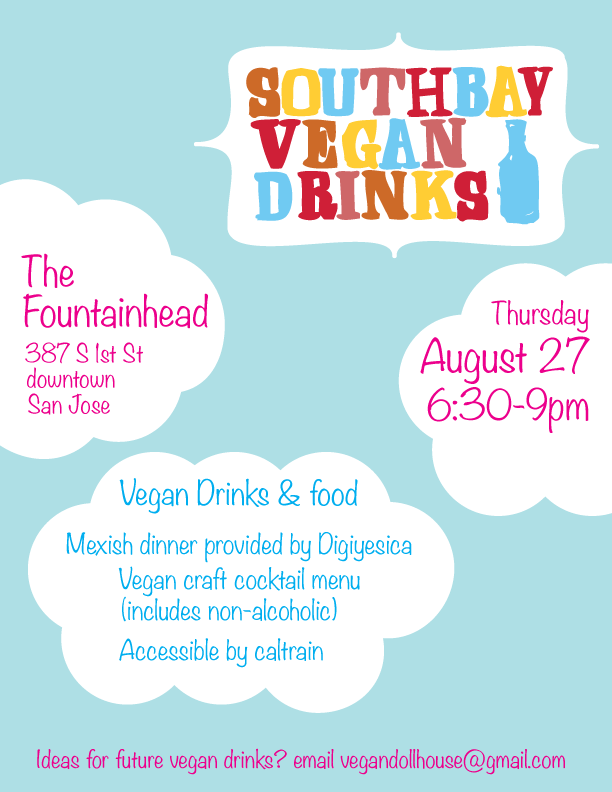 SOUTHBAY
VEGAN
DRINKS
The
Fountainhead
387 S 1st St
downtown
San Jose
Thursday
August 27
6:30-9pm
Vegan Drinks & food
Mexish dinner provided by Digiyesica
Vegan craft cocktail menu
(includes non-alcoholic)
Accessible by caltrain
Ideas for future vegan drinks? email vegandollhouse@gmail.com